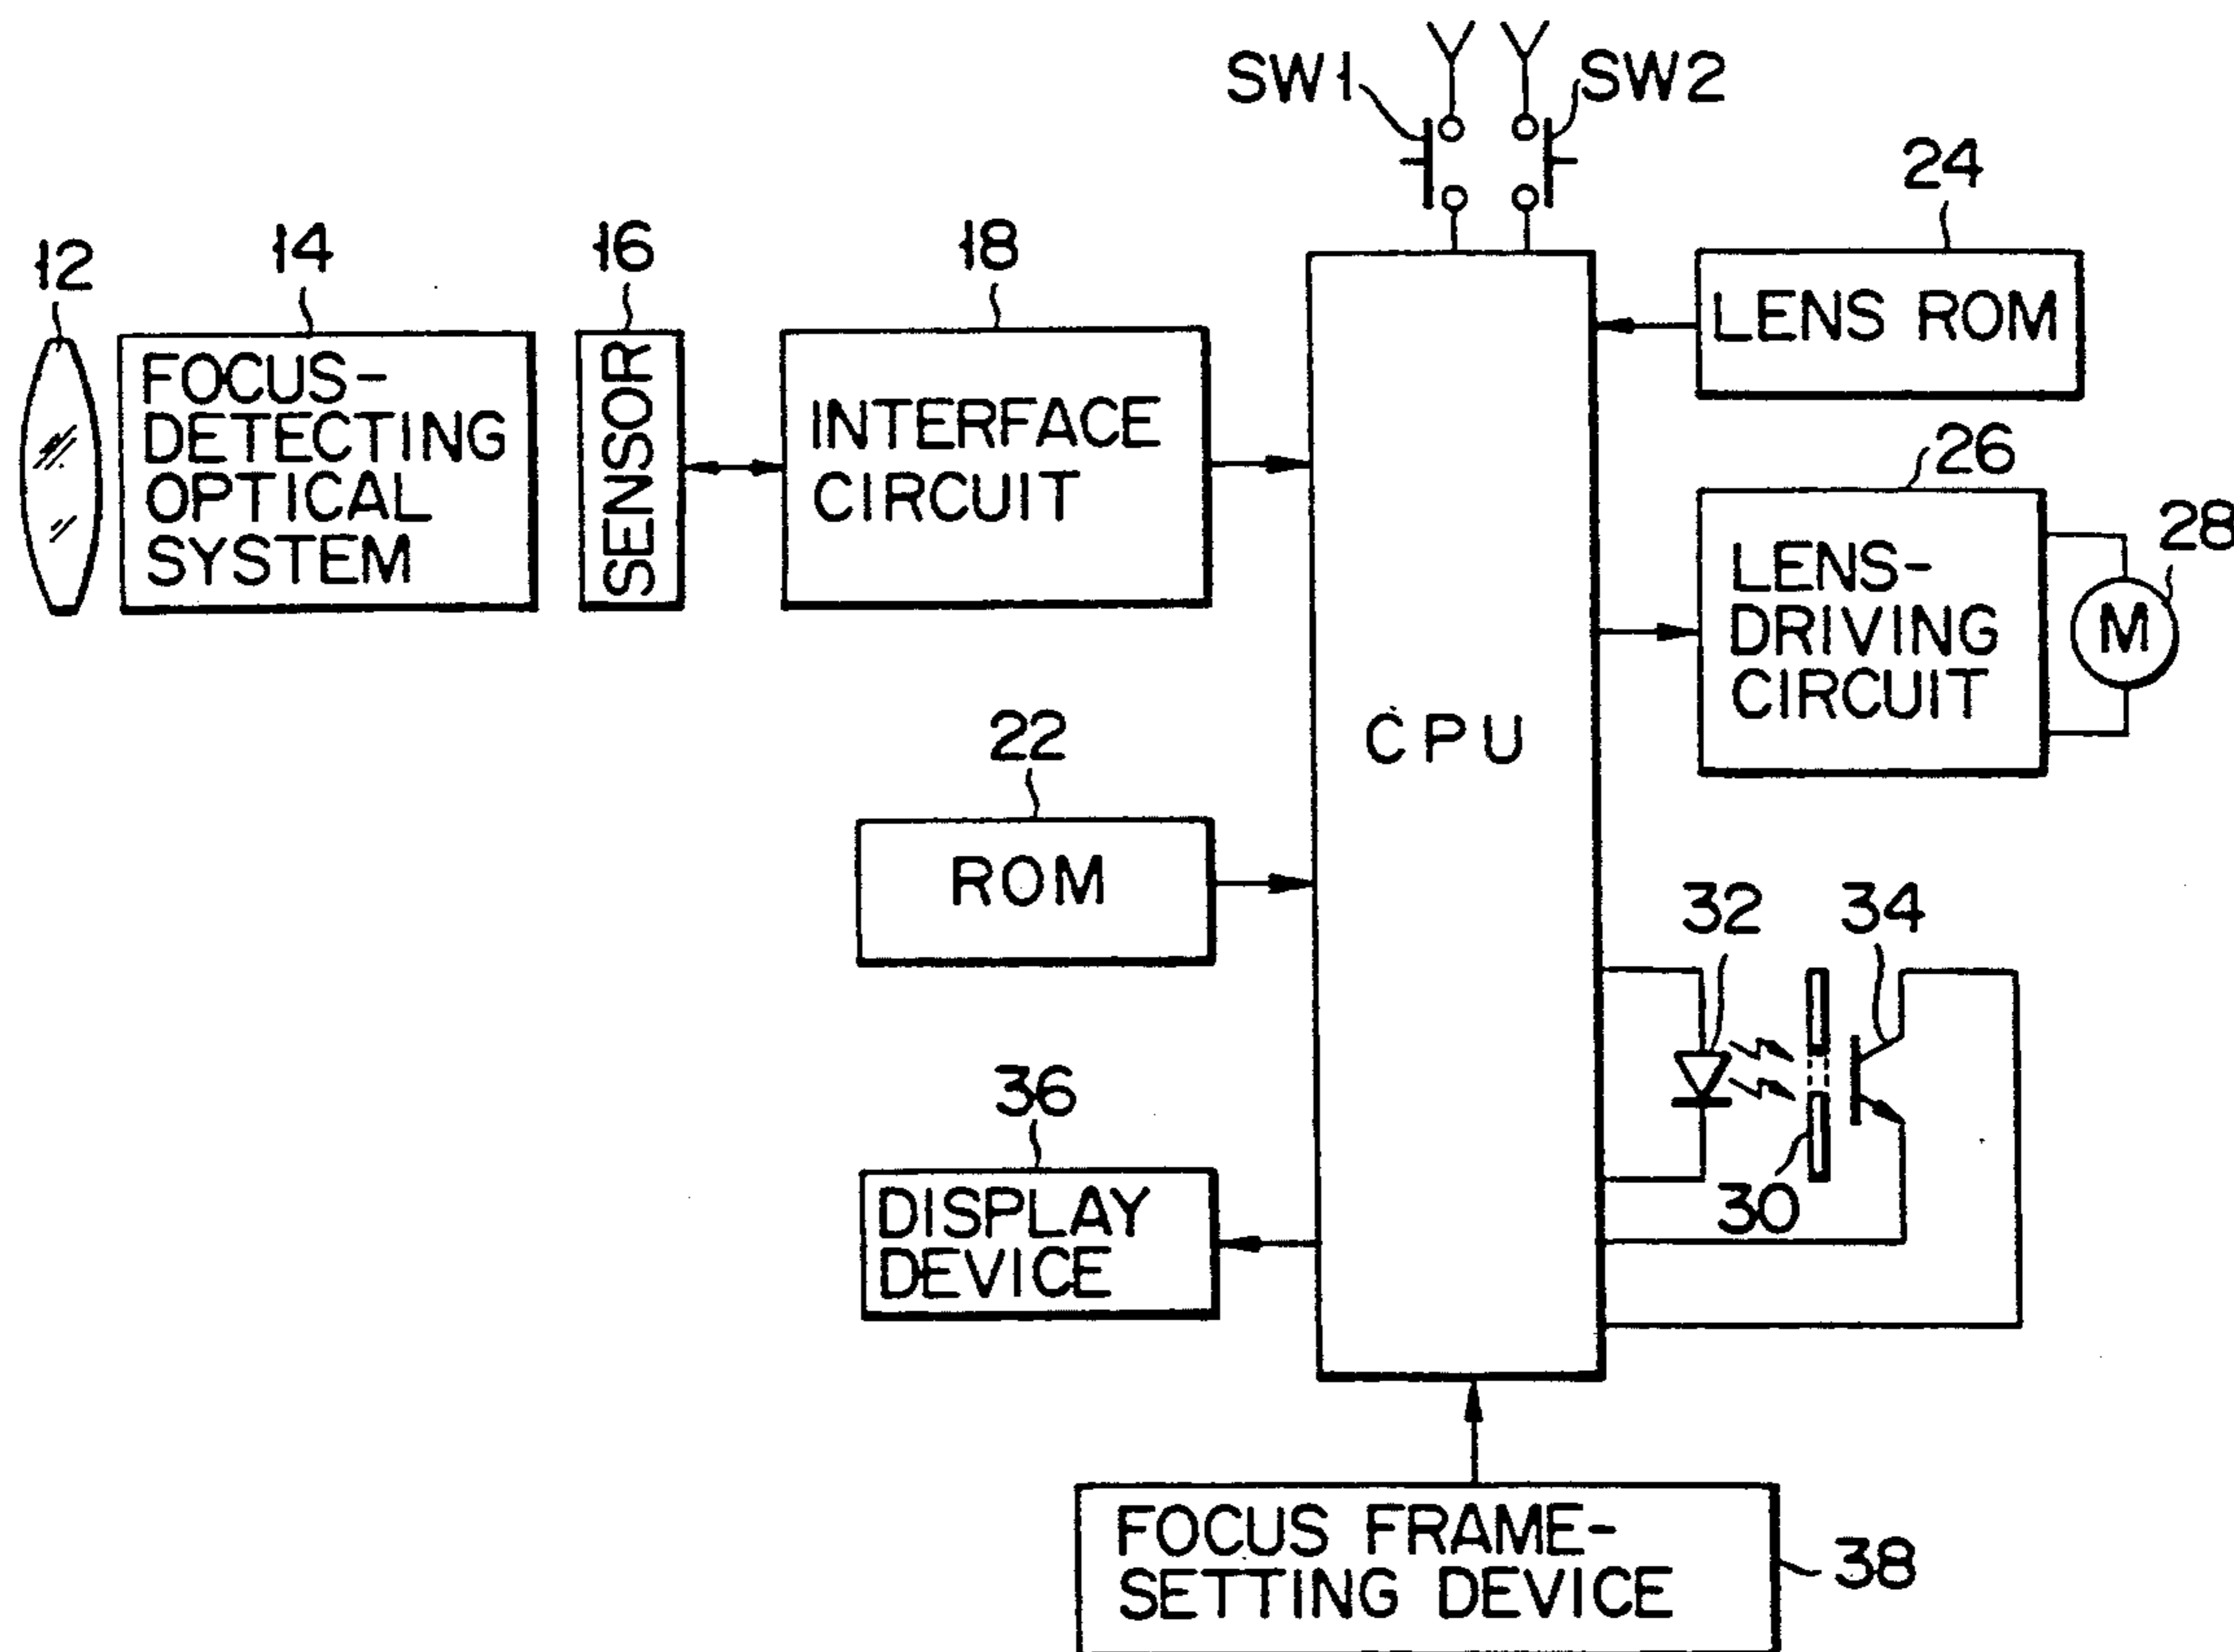 SW1
SW2
24
12
14
16
18
LENS ROM
FOCUS-
DETECTING
OPTICAL
SYSTEM
SENSOR
INTERFACE
CIRCUIT
26
28
LENS-
DRIVING
CIRCUIT
M
22
CPU
ROM
32
34
36
30
DISPLAY
DEVICE
FOCUS FRAME-
SETTING DEVICE
38